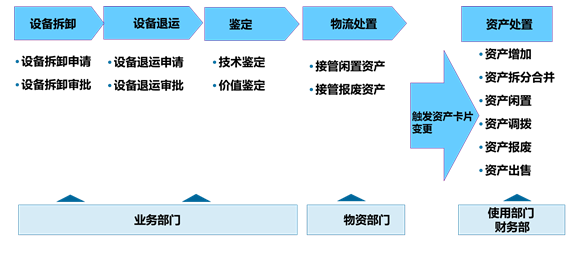 设备拆卸
设备退运
鉴定
物流处置
资产处置
•设备拆卸申请
•设备拆卸审批
•设备退运申请
•设备退运审批
•技术鉴定
•价值鉴定
•接管闲置资产
•接管报废资产
触发资产卡片
变更
•资产增加
•资产拆分合并
•资产闲置
•资产调拨
•资产报废
•资产出售
业务部门
物资部门
使用部门
财务部